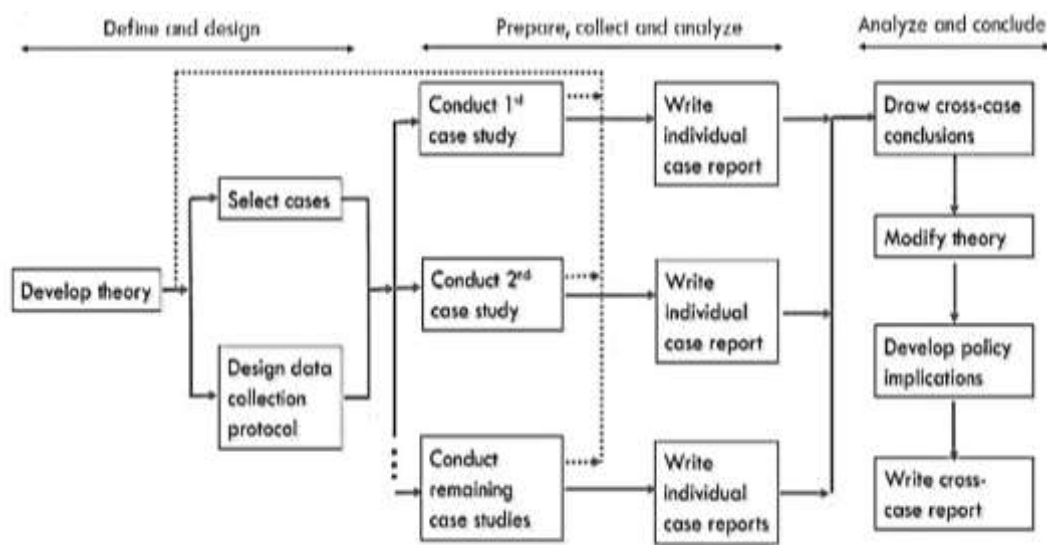 Define and design
Prepare, collect and analyze
Analyze and conclude
Develop theory
Select cases
Design data
collection
protocol
Conduct 1rd
case study
Conduct 2nd
case study
Conduct
remaining
case studies
Write
individual
case report
Write
individual
case report
Write
individual
case reports
Draw cross-case
conclusions
Modify theory
Develop policy
implications
Write cross-
case report